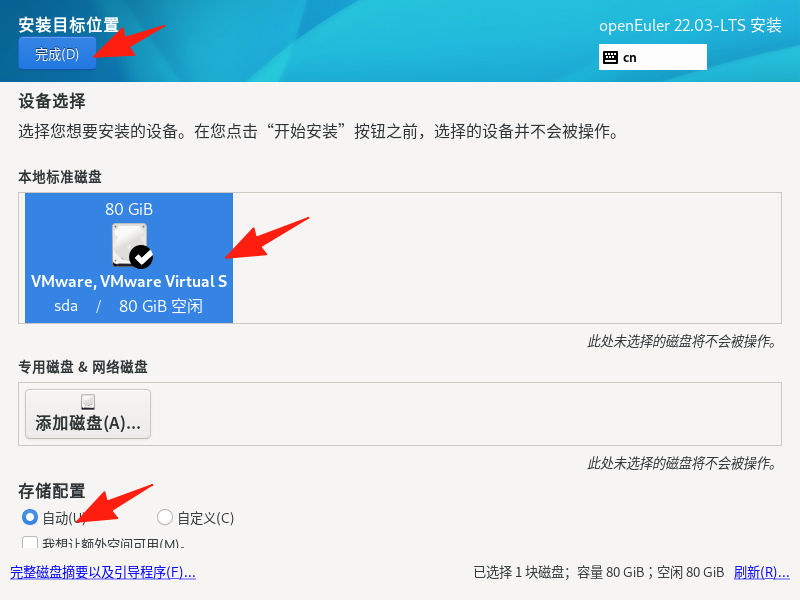 安装目标位置
openEuler 22.03-LTS 安装
完成(D)
cn
设备选择
选择您想要安装的设备。在您点击“开始安装”按钮之前，选择的设备并不会被操作。
本地标准磁盘
80 GiB
VMware, VMware Virtual S
sda / 80 GiB 空闲
此处未选择的磁盘将不会被操作。
专用磁盘 & 网络磁盘
添加磁盘(A)...
此处未选择的磁盘将不会被操作。
存储配置
自动(U) 自定义(C)
我想让额外空间可用(M)。
完整磁盘摘要以及引导程序(F)...
已选择 1 块磁盘；容量 80 GiB；空闲 80 GiB 刷新(R)...